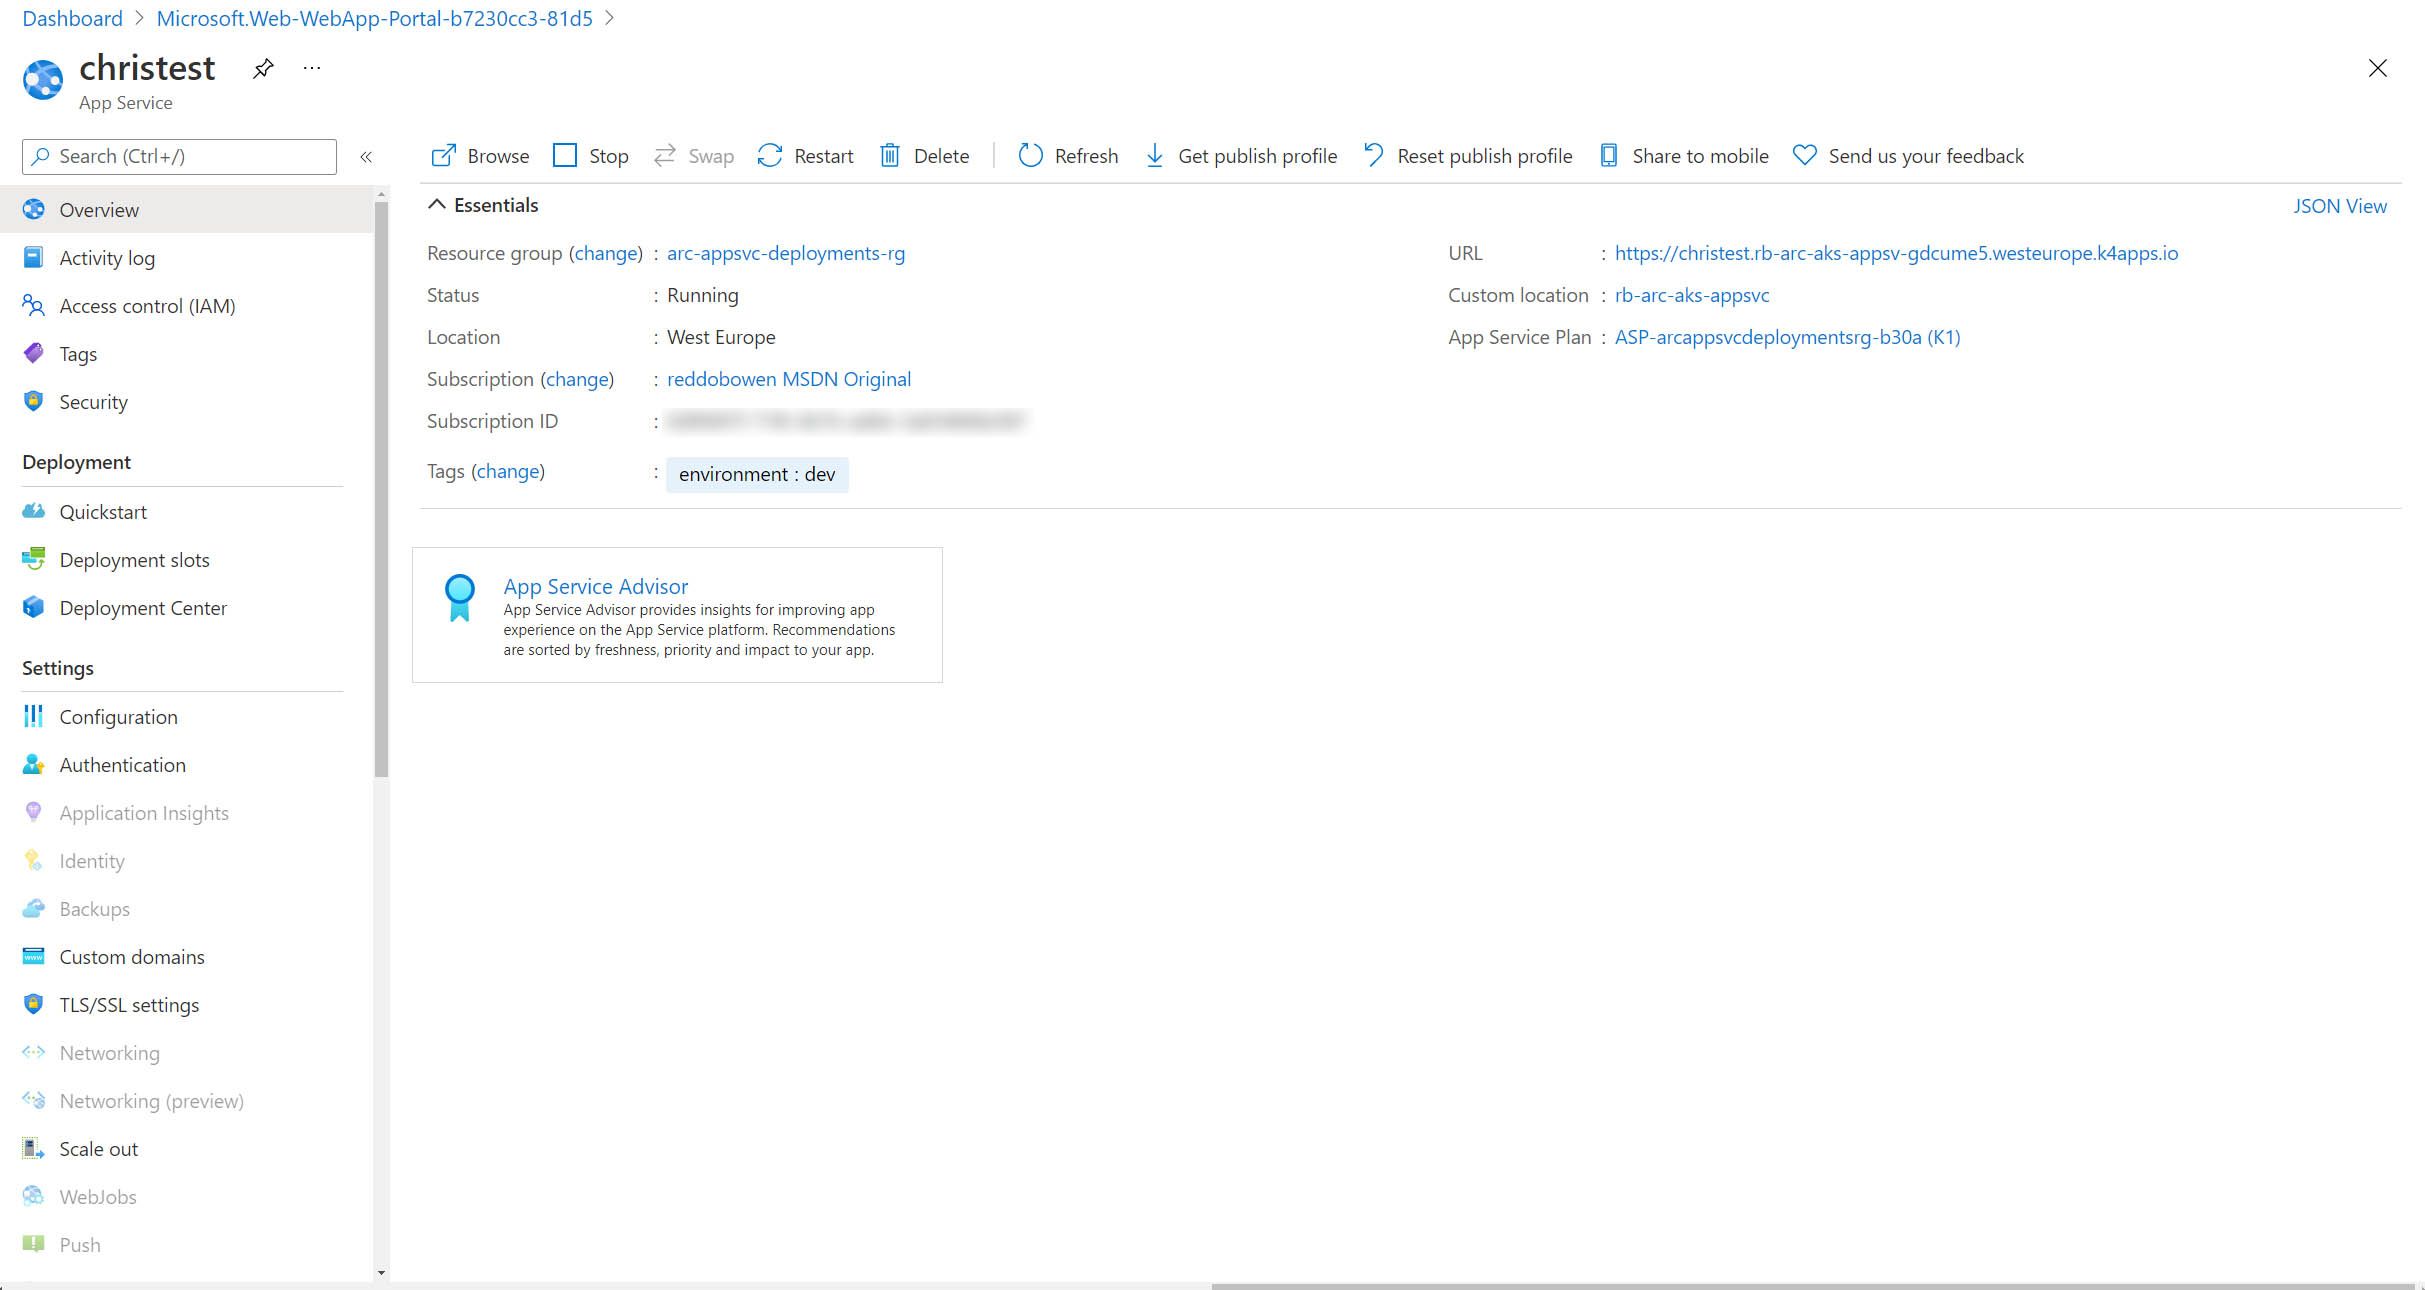 Dashboard > Microsoft.Web-WebApp-Portal-b7230cc3-81d5 >
christest ...
App Service
Search (Ctrl+/) «
Overview
Activity log
Access control (IAM)
Tags
Security
Deployment
Quickstart
Deployment slots
Deployment Center
Settings
Configuration
Authentication
Application Insights
Identity
Backups
Custom domains
TLS/SSL settings
Networking
Networking (preview)
Scale out
WebJobs
Push
Browse Stop Swap Restart Delete Refresh Get publish profile Reset publish profile Share to mobile Send us your feedback
Essentials JSON View
Resource group (change) : arc-appsvc-deployments-rg
Status : Running
Location : West Europe
Subscription (change) : reddobowen MSDN Original
Subscription ID :
Tags (change) : environment : dev
URL : https://christest.rb-arc-aks-appsv-gdcume5.westeurope.k4apps.io
Custom location : rb-arc-aks-appsvc
App Service Plan : ASP-arcappsvcdeploymentsrg-b30a (K1)
App Service Advisor
App Service Advisor provides insights for improving app
experience on the App Service platform. Recommendations
are sorted by freshness, priority and impact to your app.